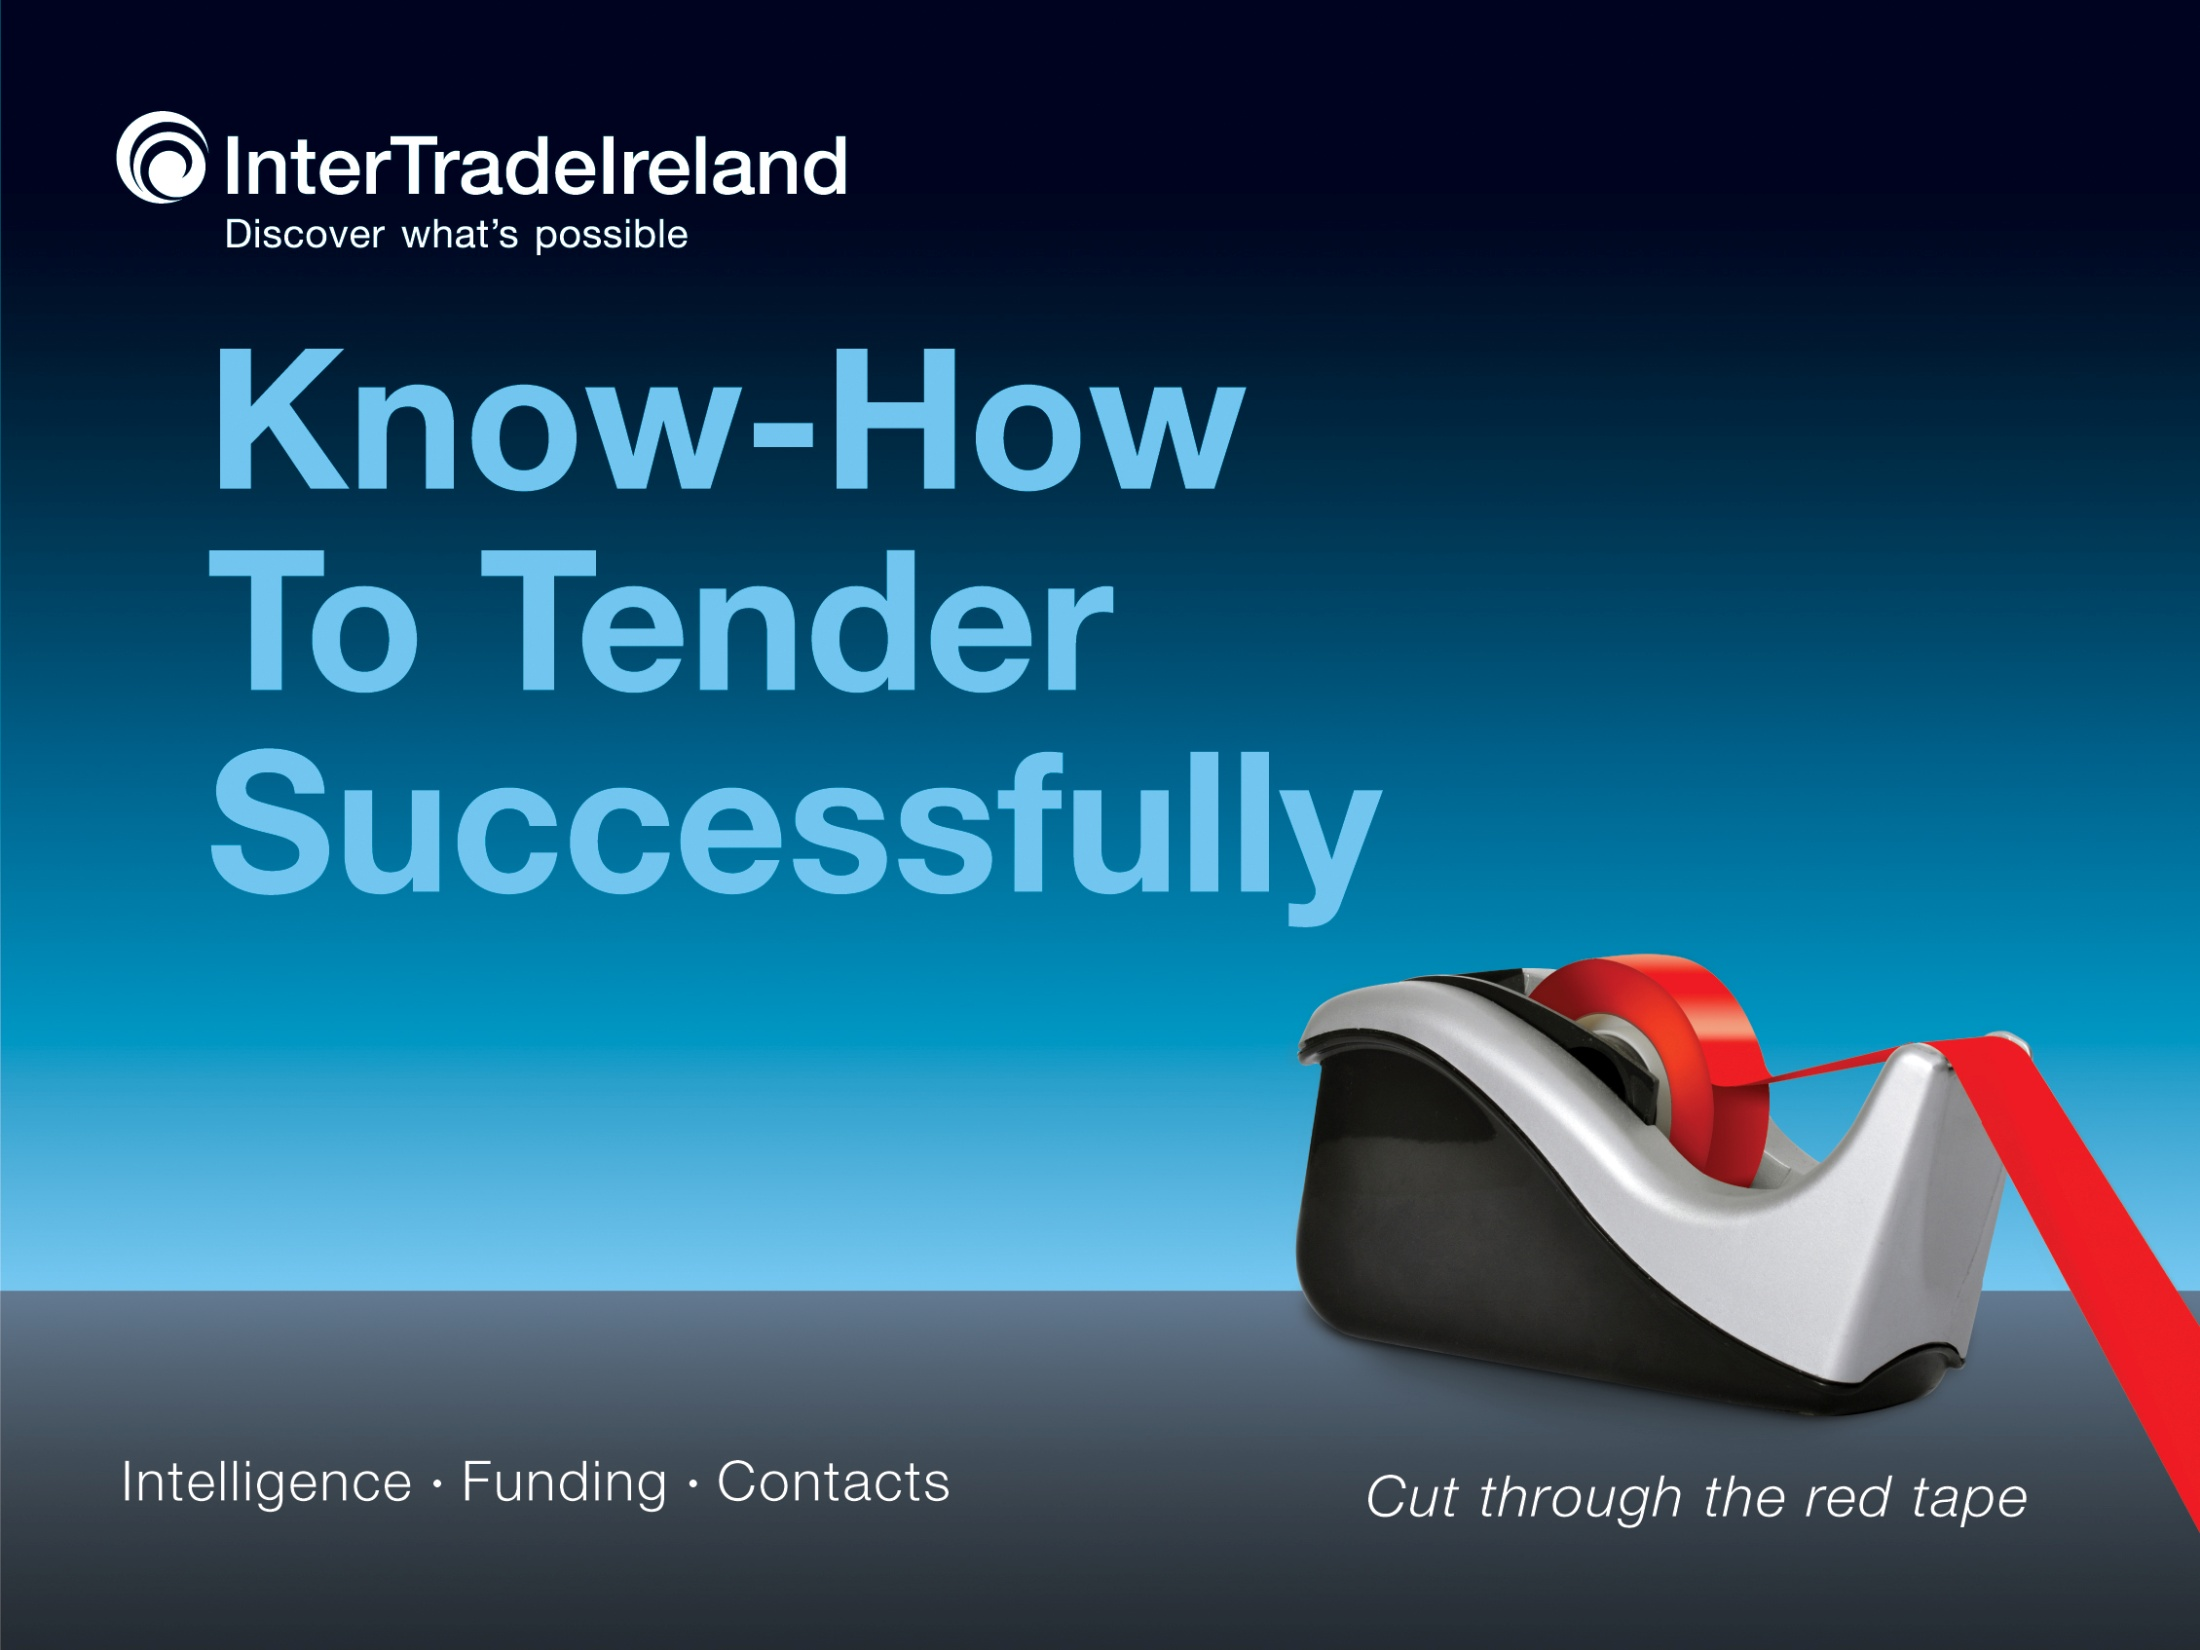 InterTradeIreland
Discover what’s possible
Know-How
To Tender
Successfully
Intelligence · Funding · Contacts
Cut through the red tape